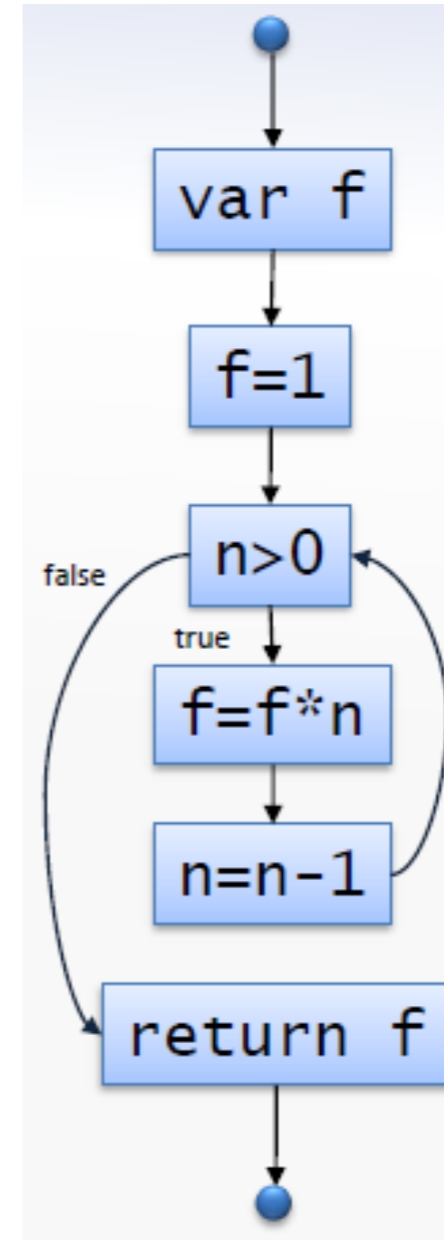 var f
f=1
n>0
false
true
f=f*n
n=n-1
return f